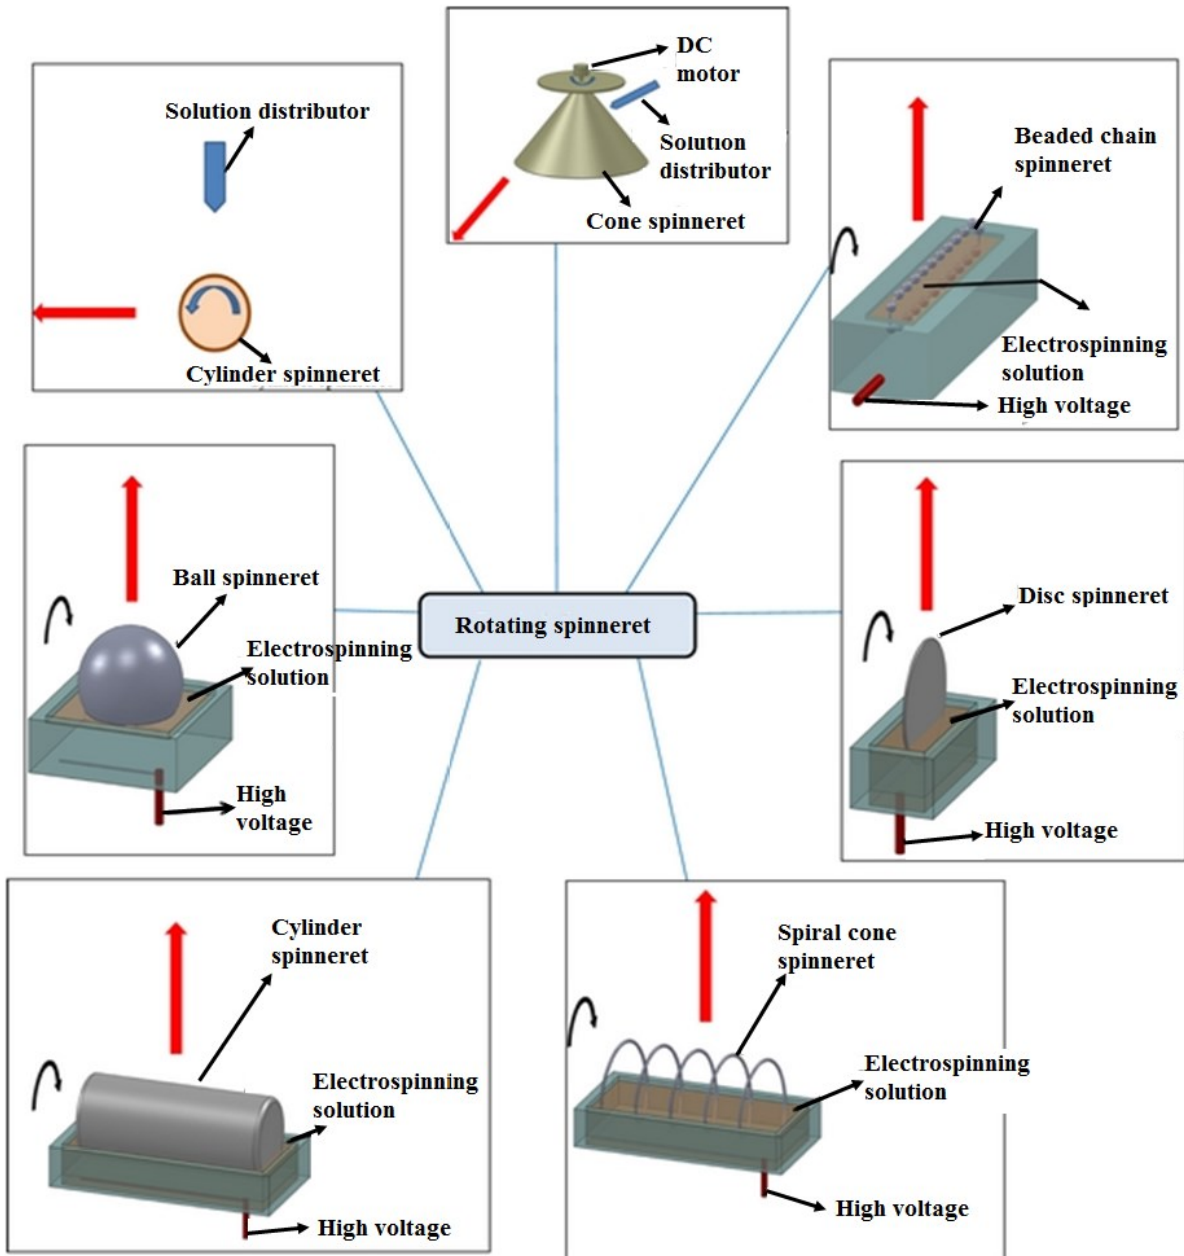 DC
motor
Solution
distributor
Cone spinneret
Solution distributor
Cylinder spinneret
Beaded chain
spinneret
Electrospinning
solution
High voltage
Ball spinneret
Electrospinning
solution
High
voltage
Rotating spinneret
Disc spinneret
Electrospinning
solution
High voltage
Cylinder
spinneret
Electrospinning
solution
High voltage
Spiral cone
spinneret
Electrospinning
solution
High voltage